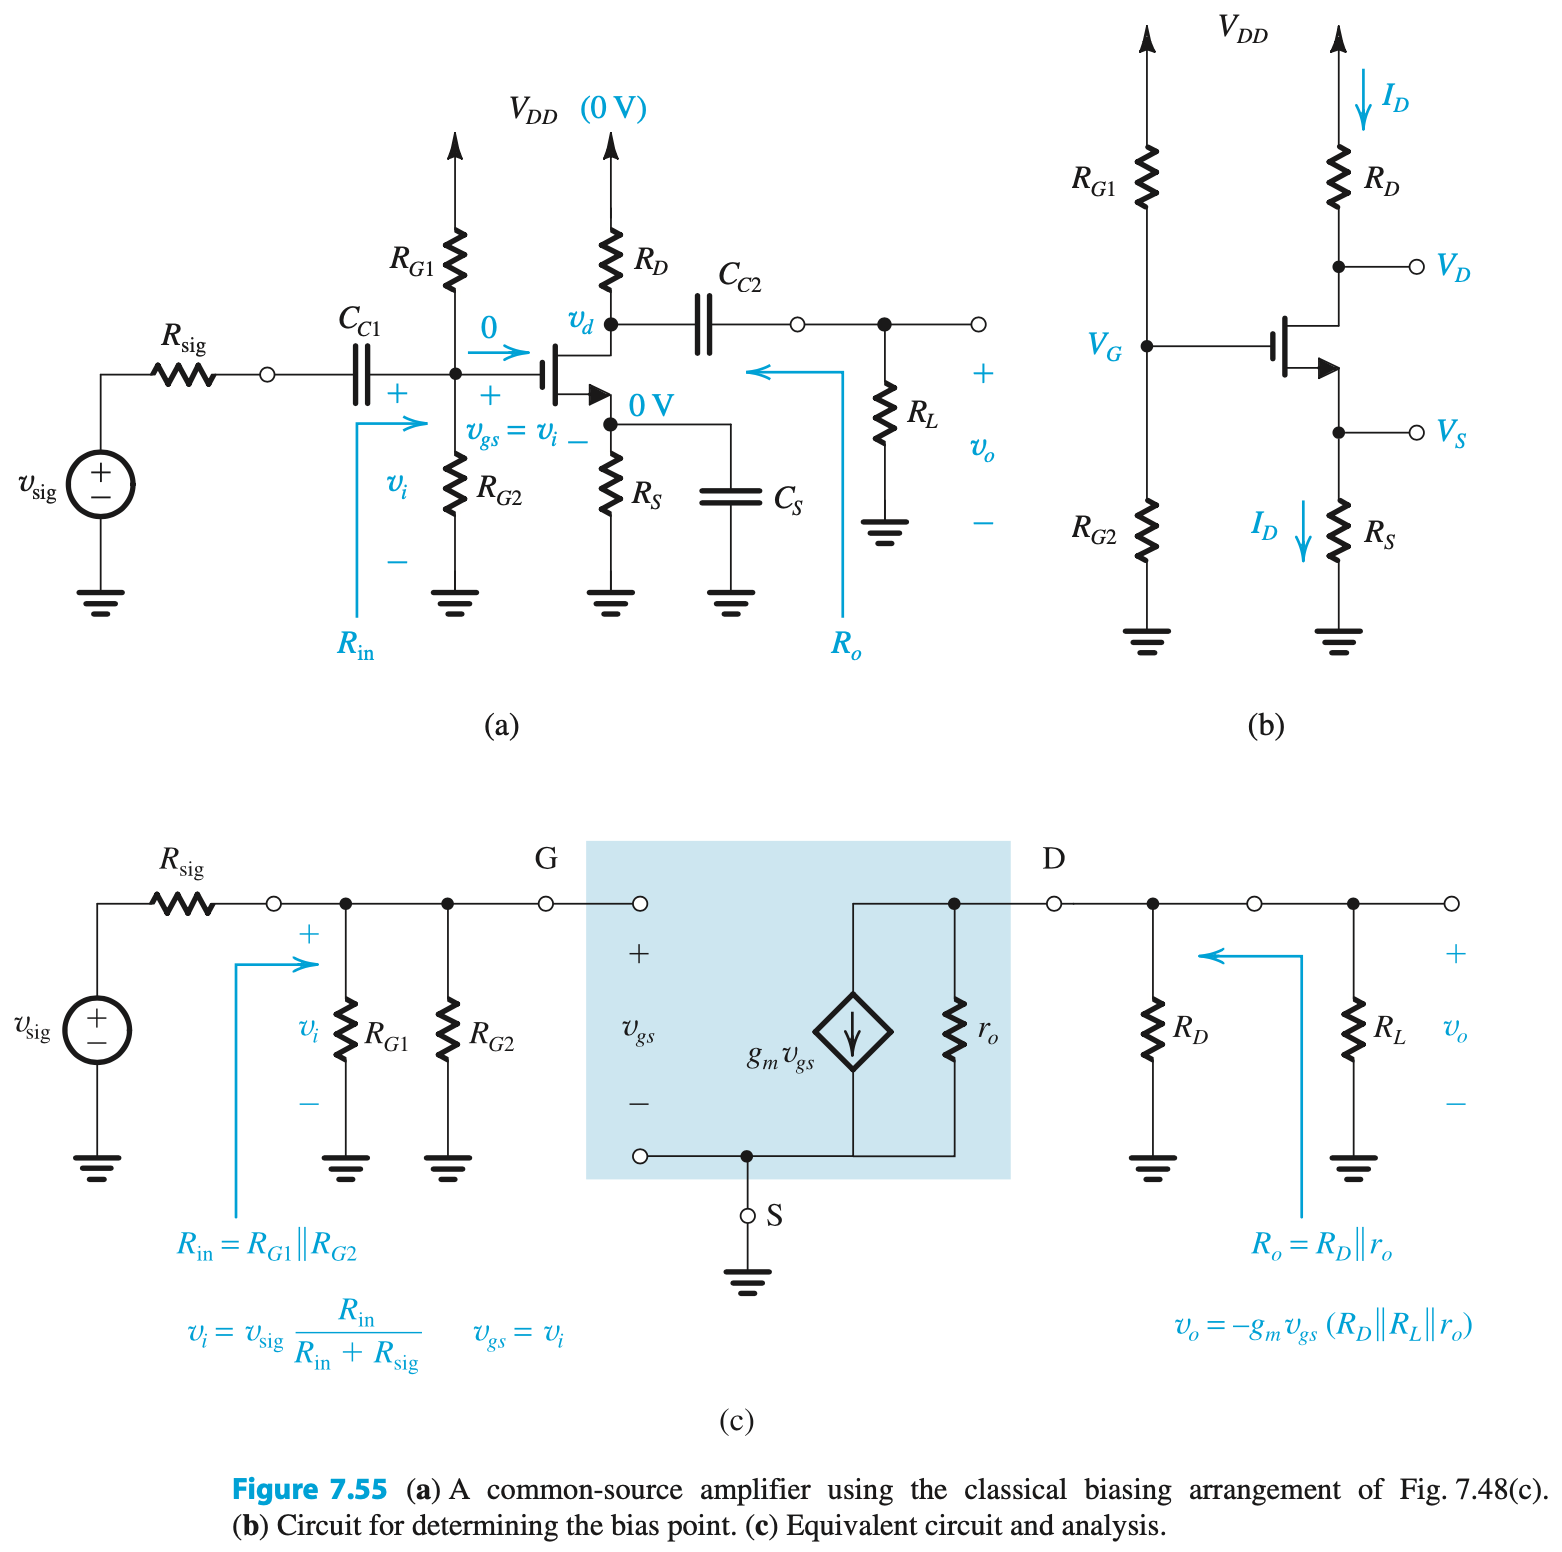 V_DD (0 V)
R_G1
R_D
C_C2
R_sig
C_C1
0
v_d
+
+
0 V
v_gs = v_i
−
v_sig
+
−
v_i
−
R_G2
R_S
C_S
R_L
+
v_o
−
R_in
R_o
(a)
V_DD
I_D
R_G1
R_D
V_D
V_G
V_S
R_G2
I_D
R_S
(b)
R_sig
G
D
v_sig
+
−
+
v_i
−
R_G1
R_G2
+
v_gs
−
g_m v_gs
r_o
S
R_D
R_L
+
v_o
−
R_in = R_G1 || R_G2
R_o = R_D || r_o
v_i = v_sig R_in / (R_in + R_sig)
v_gs = v_i
v_o = −g_m v_gs (R_D || R_L || r_o)
(c)
Figure 7.55 (a) A common-source amplifier using the classical biasing arrangement of Fig. 7.48(c).
(b) Circuit for determining the bias point. (c) Equivalent circuit and analysis.